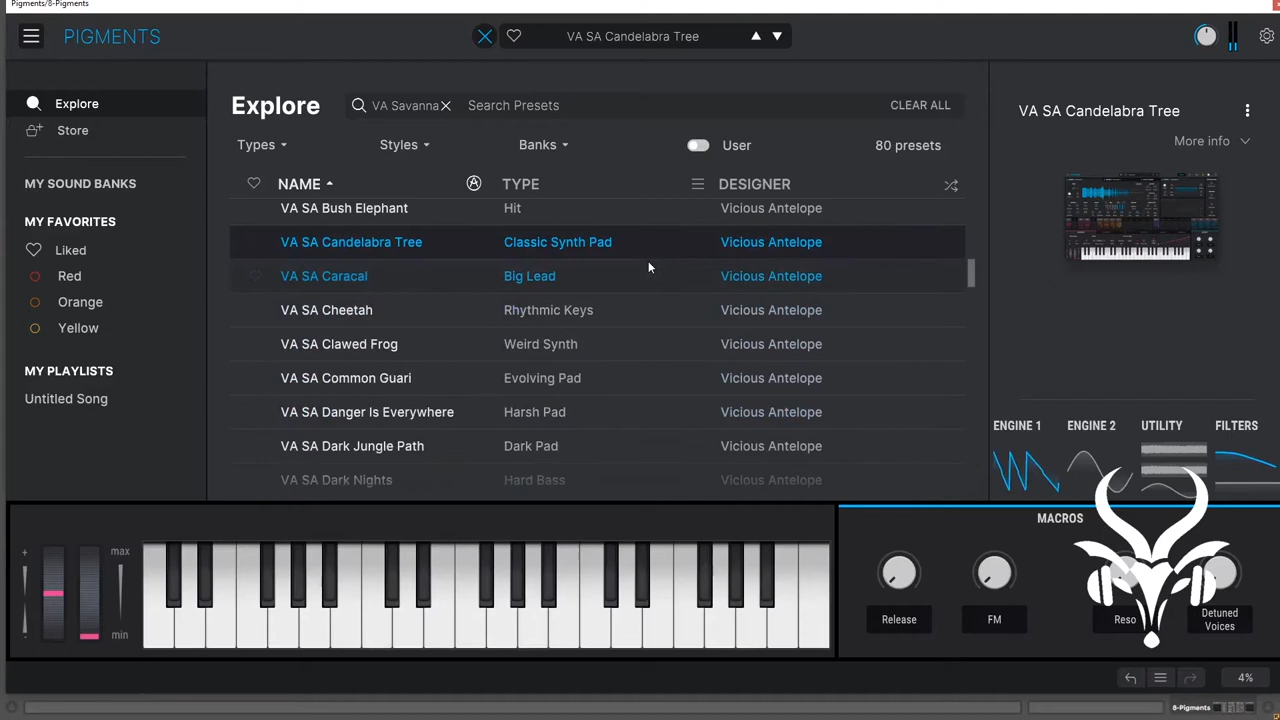 Pigments/8-Pigments
PIGMENTS
VA SA Candelabra Tree
Explore
Store
MY SOUND BANKS
MY FAVORITES
Liked
Red
Orange
Yellow
MY PLAYLISTS
Untitled Song
Explore
VA Savanna
Search Presets
CLEAR ALL
Types
Styles
Banks
User
80 presets
NAME TYPE DESIGNER
VA SA Bush Elephant Hit Vicious Antelope
VA SA Candelabra Tree Classic Synth Pad Vicious Antelope
VA SA Caracal Big Lead Vicious Antelope
VA SA Cheetah Rhythmic Keys Vicious Antelope
VA SA Clawed Frog Weird Synth Vicious Antelope
VA SA Common Guari Evolving Pad Vicious Antelope
VA SA Danger Is Everywhere Harsh Pad Vicious Antelope
VA SA Dark Jungle Path Dark Pad Vicious Antelope
VA SA Dark Nights Hard Bass Vicious Antelope
VA SA Candelabra Tree
More info
ENGINE 1 ENGINE 2 UTILITY FILTERS
+
-
max
min
MACROS
Release
FM
Reso
Detuned
Voices
4%
8-Pigments